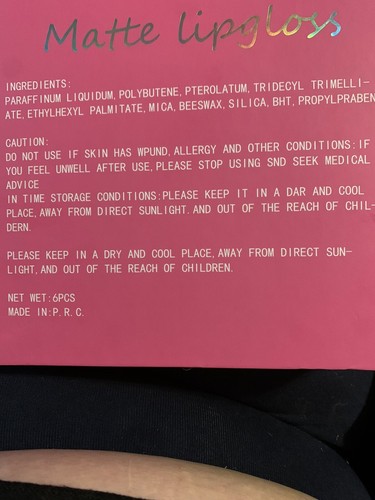 Matte lipgloss
INGREDIENTS:
PARAFFINUM LIQUIDUM, POLYBUTENE, PTEROLATUM, TRIDECYL TRIMELLI-
ATE, ETHYLHEXYL PALMITATE, MICA, BEESWAX, SILICA, BHT, PROPYLPRABEN
CAUTION:
DO NOT USE IF SKIN HAS WPUND, ALLERGY AND OTHER CONDITIONS:IF
YOU FEEL UNWELL AFTER USE, PLEASE STOP USING SND SEEK MEDICAL
ADVICE
IN TIME STORAGE CONDITIONS:PLEASE KEEP IT IN A DAR AND COOL
PLACE, AWAY FROM DIRECT SUNLIGHT. AND OUT OF THE REACH OF CHIL-
DERN.
PLEASE KEEP IN A DRY AND COOL PLACE, AWAY FROM DIRECT SUN-
LIGHT, AND OUT OF THE REACH OF CHILDREN.
NET WET:6PCS
MADE IN:P.R.C.